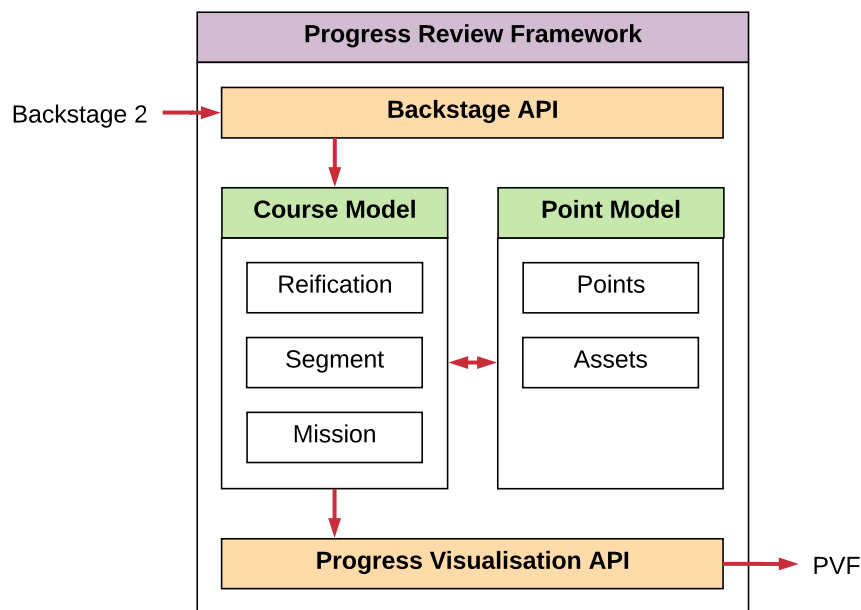 Progress Review Framework
Backstage 2
Backstage API
Course Model
Point Model
Reification
Points
Segment
Assets
Mission
Progress Visualisation API
PVF